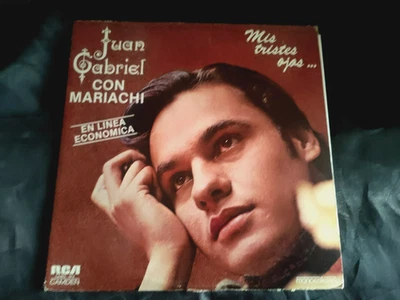 Juan
Gabriel
CON
MARIACHI
EN LINEA
ECONOMICA
Mis
tristes
ojos...
RCA
CAMDEN